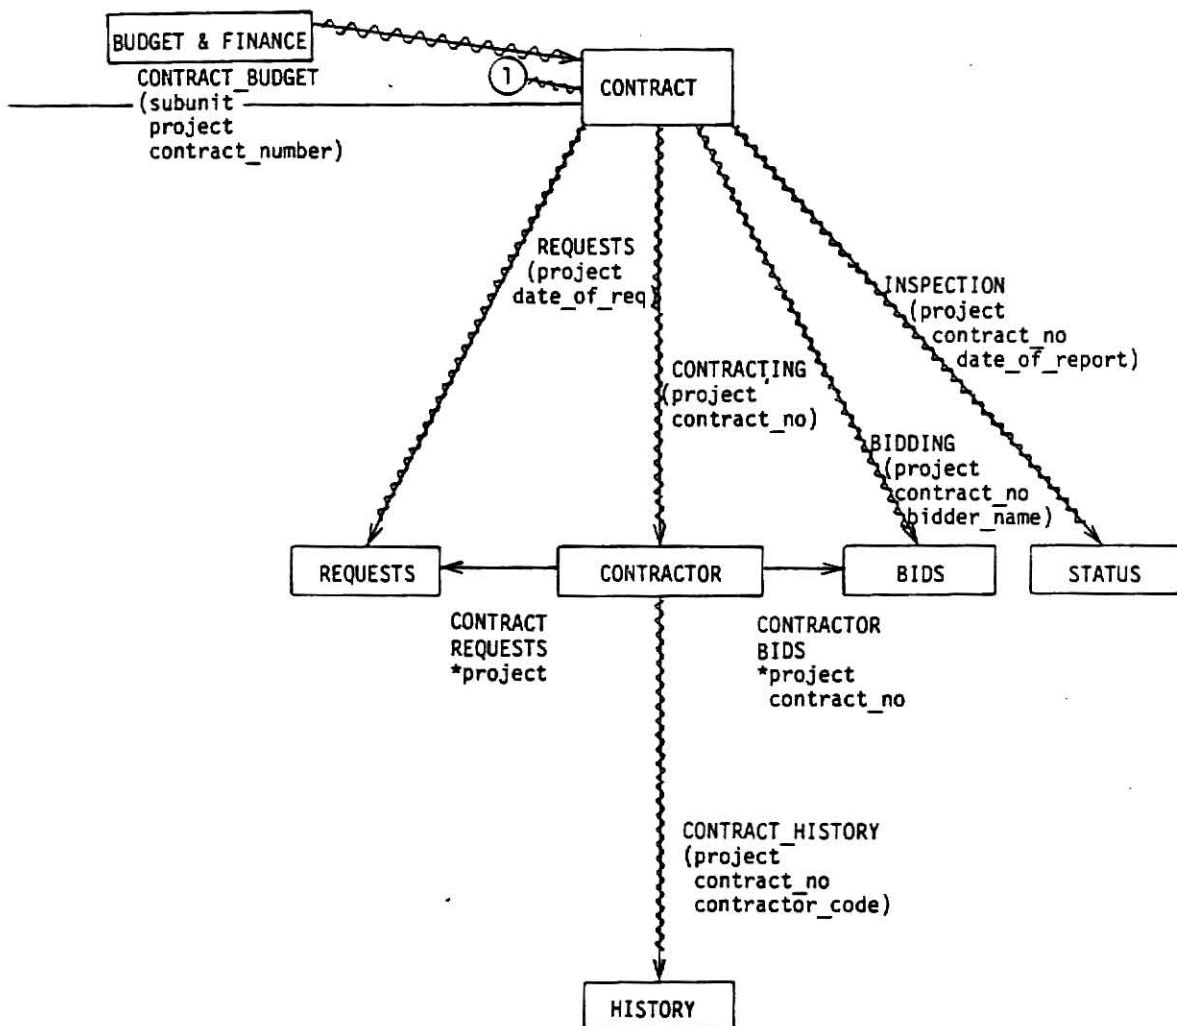 BUDGET & FINANCE
CONTRACT_BUDGET
(subunit
project
contract_number)
1
CONTRACT
REQUESTS
(project
date_of_req
INSPECTION
(project
contract_no
date_of_report)
CONTRACTING
(project
contract_no)
BIDDING
(project
contract_no
bidder_name)
REQUESTS
CONTRACTOR
BIDS
STATUS
CONTRACT
REQUESTS
*project
CONTRACTOR
BIDS
*project
contract_no
CONTRACT_HISTORY
(project
contract_no
contractor_code)
HISTORY